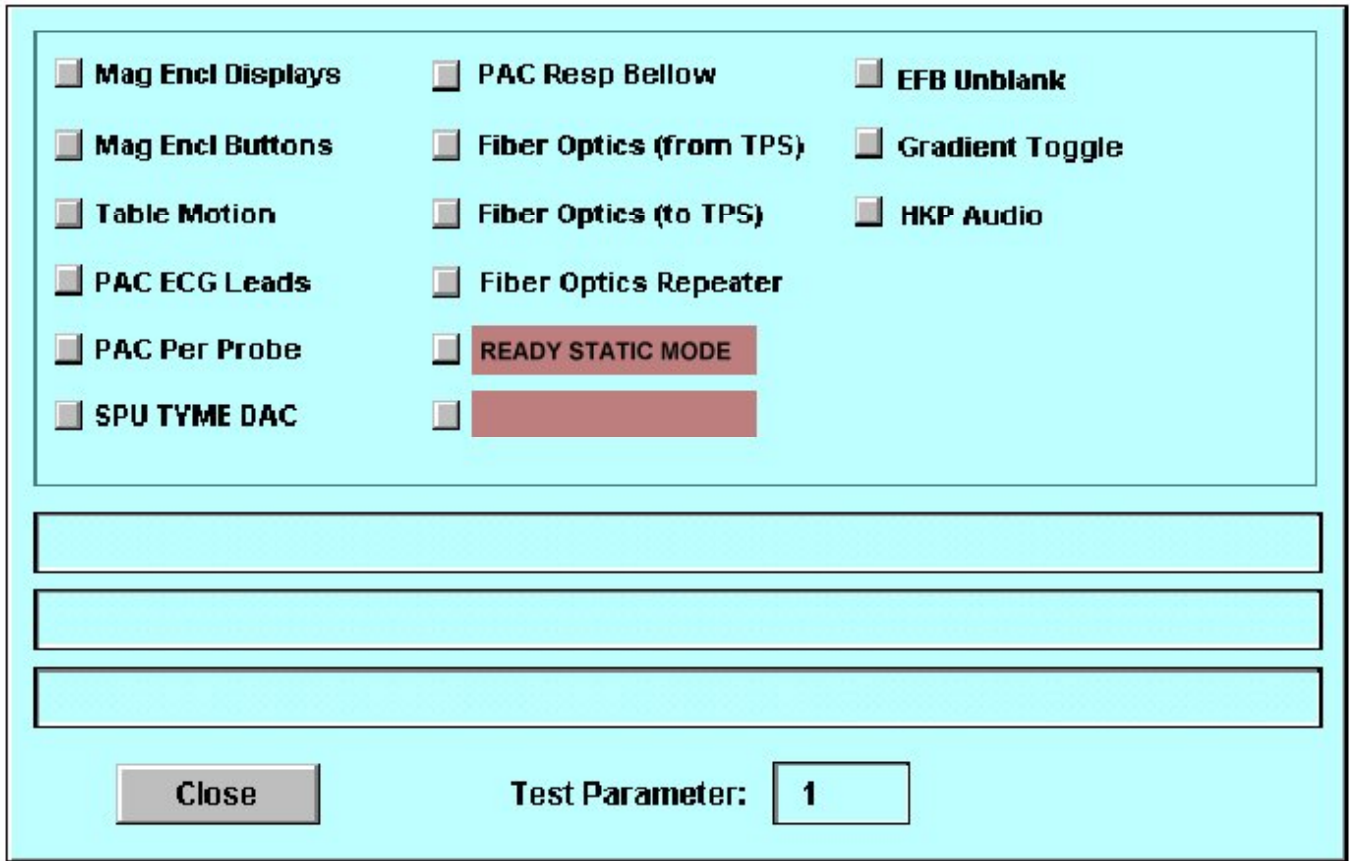 Mag Encl Displays
Mag Encl Buttons
Table Motion
PAC ECG Leads
PAC Per Probe
SPU TYME DAC
PAC Resp Bellow
Fiber Optics (from TPS)
Fiber Optics (to TPS)
Fiber Optics Repeater
READY STATIC MODE
EFB Unblank
Gradient Toggle
HKP Audio
Close
Test Parameter: 1